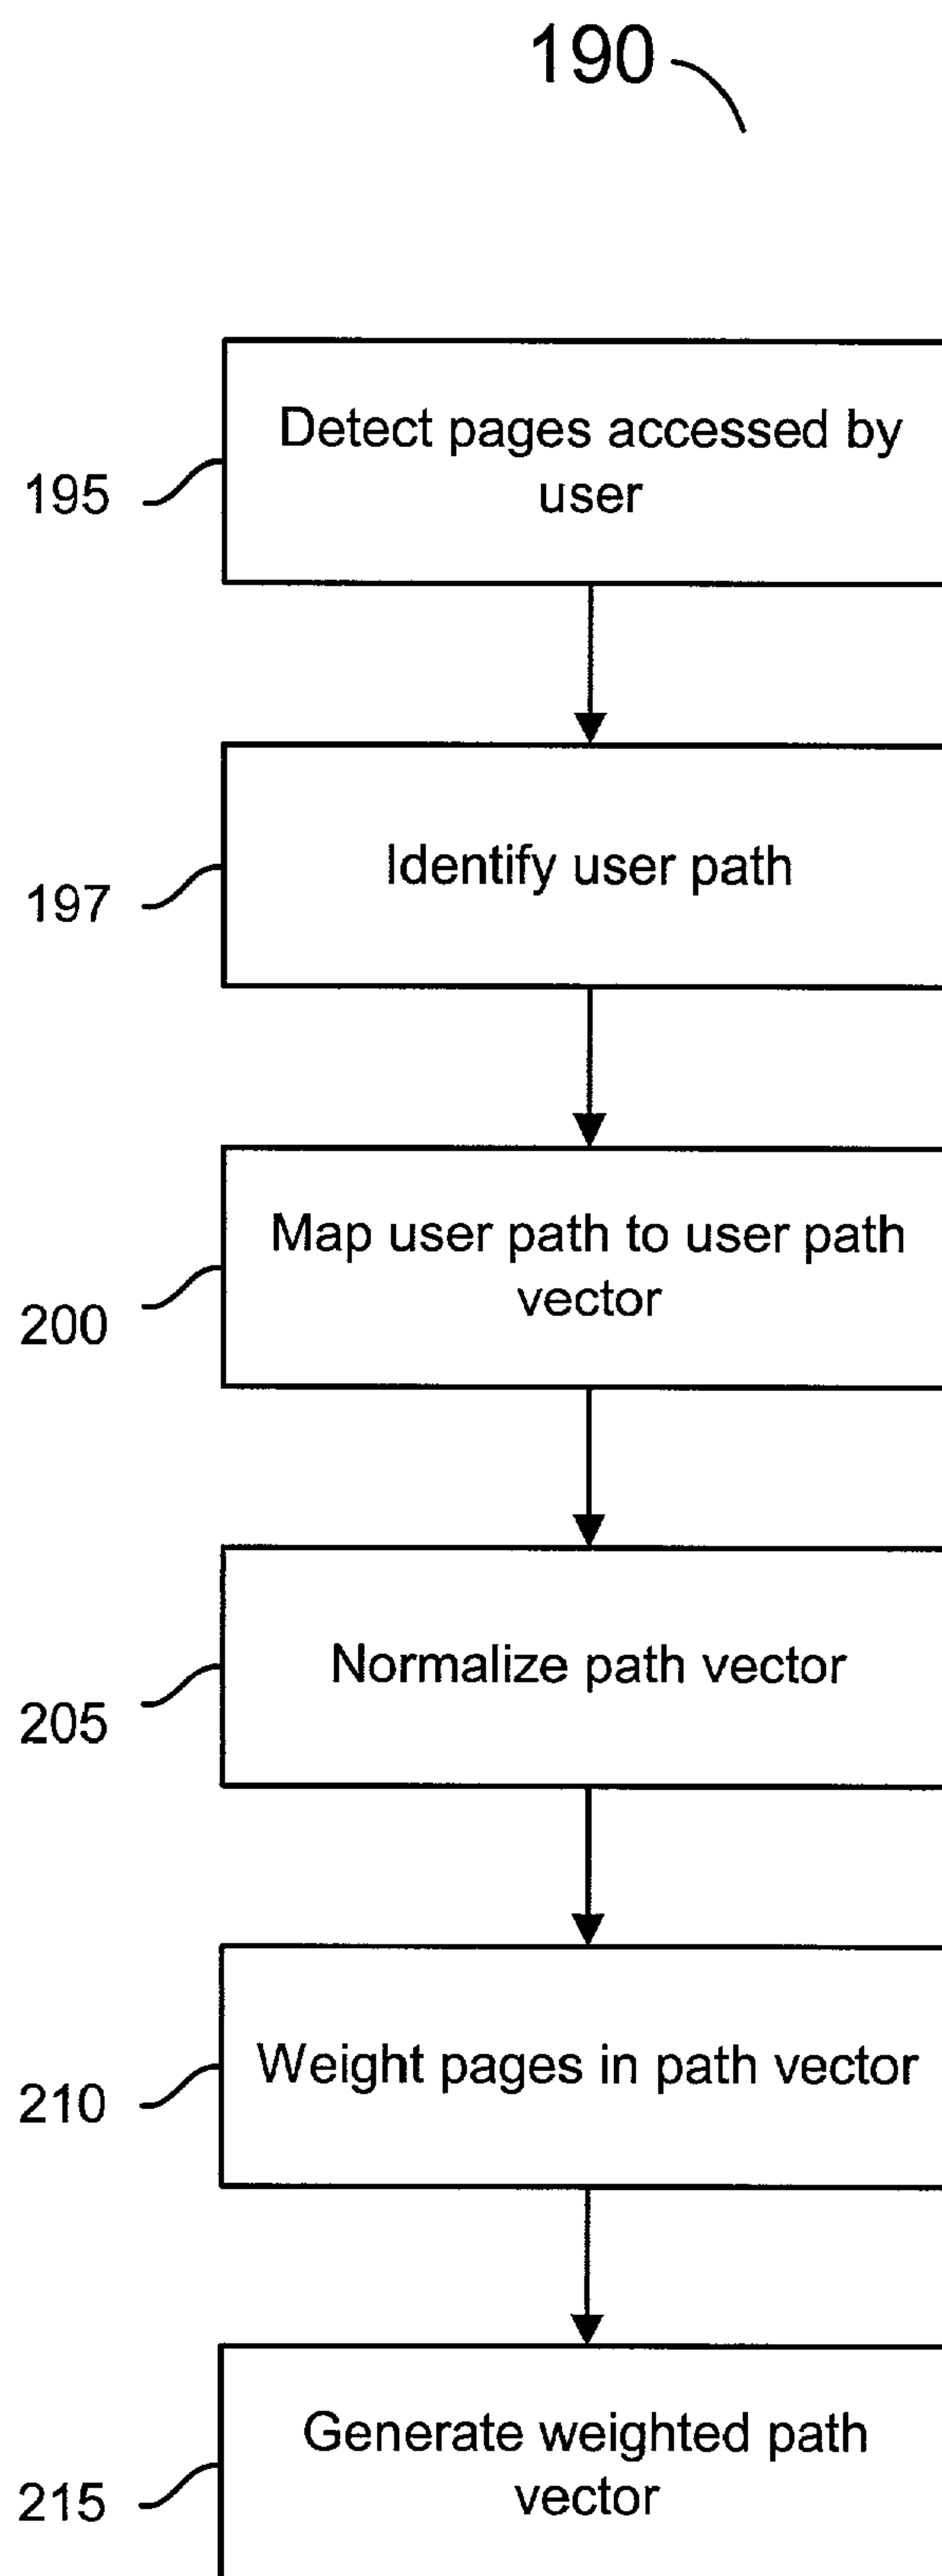 190
Detect pages accessed by
user
195
Identify user path
197
Map user path to user path
vector
200
Normalize path vector
205
Weight pages in path vector
210
Generate weighted path
vector
215